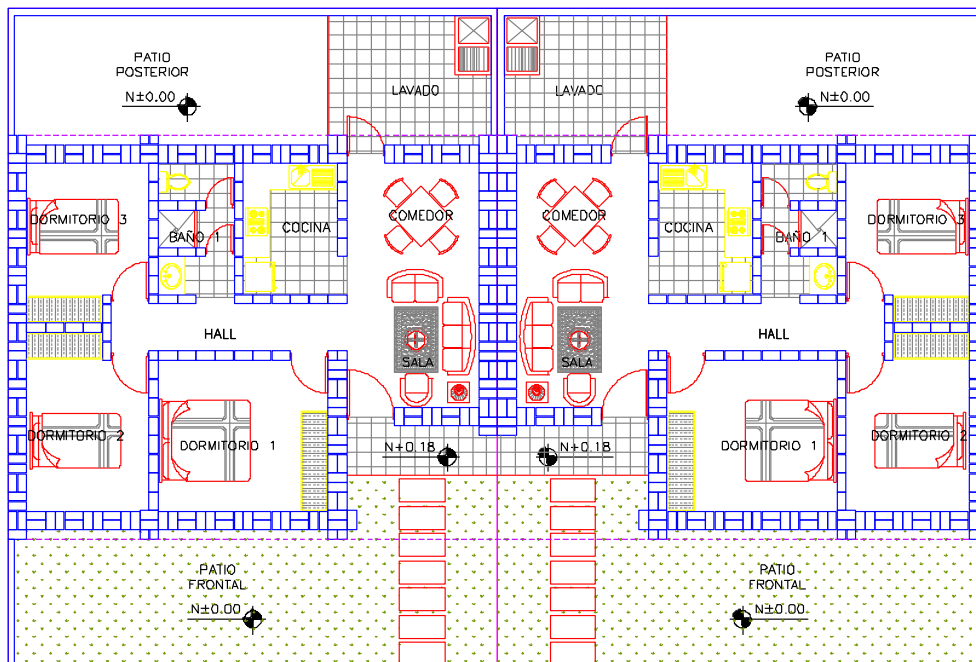 PATIO
POSTERIOR
N±0.00
LAVADO
LAVADO
PATIO
POSTERIOR
N±0.00
DORMITORIO 3
BAÑO 1
COCINA
COMEDOR
COMEDOR
COCINA
BAÑO 1
DORMITORIO 3
HALL
SALA
SALA
HALL
DORMITORIO 2
DORMITORIO 1
N+0.18
N+0.18
DORMITORIO 1
DORMITORIO 2
PATIO
FRONTAL
N±0.00
PATIO
FRONTAL
N±0.00